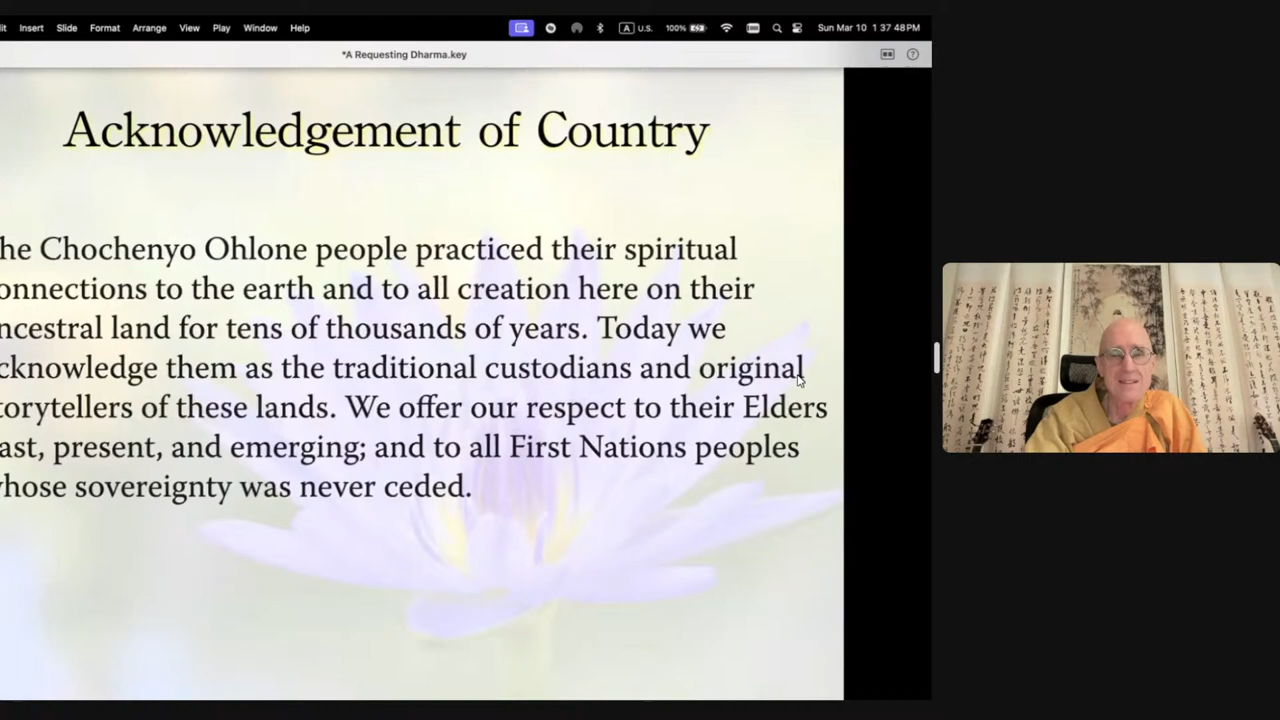 Insert Slide Format Arrange View Play Window Help A U.S. 100% Sun Mar 10 1 37 48 PM
*A Requesting Dharma.key
Acknowledgement of Country
he Chochenyo Ohlone people practiced their spiritual
onnections to the earth and to all creation here on their
ncestral land for tens of thousands of years. Today we
cknowledge them as the traditional custodians and original
torytellers of these lands. We offer our respect to their Elders
ast, present, and emerging; and to all First Nations peoples
hose sovereignty was never ceded.